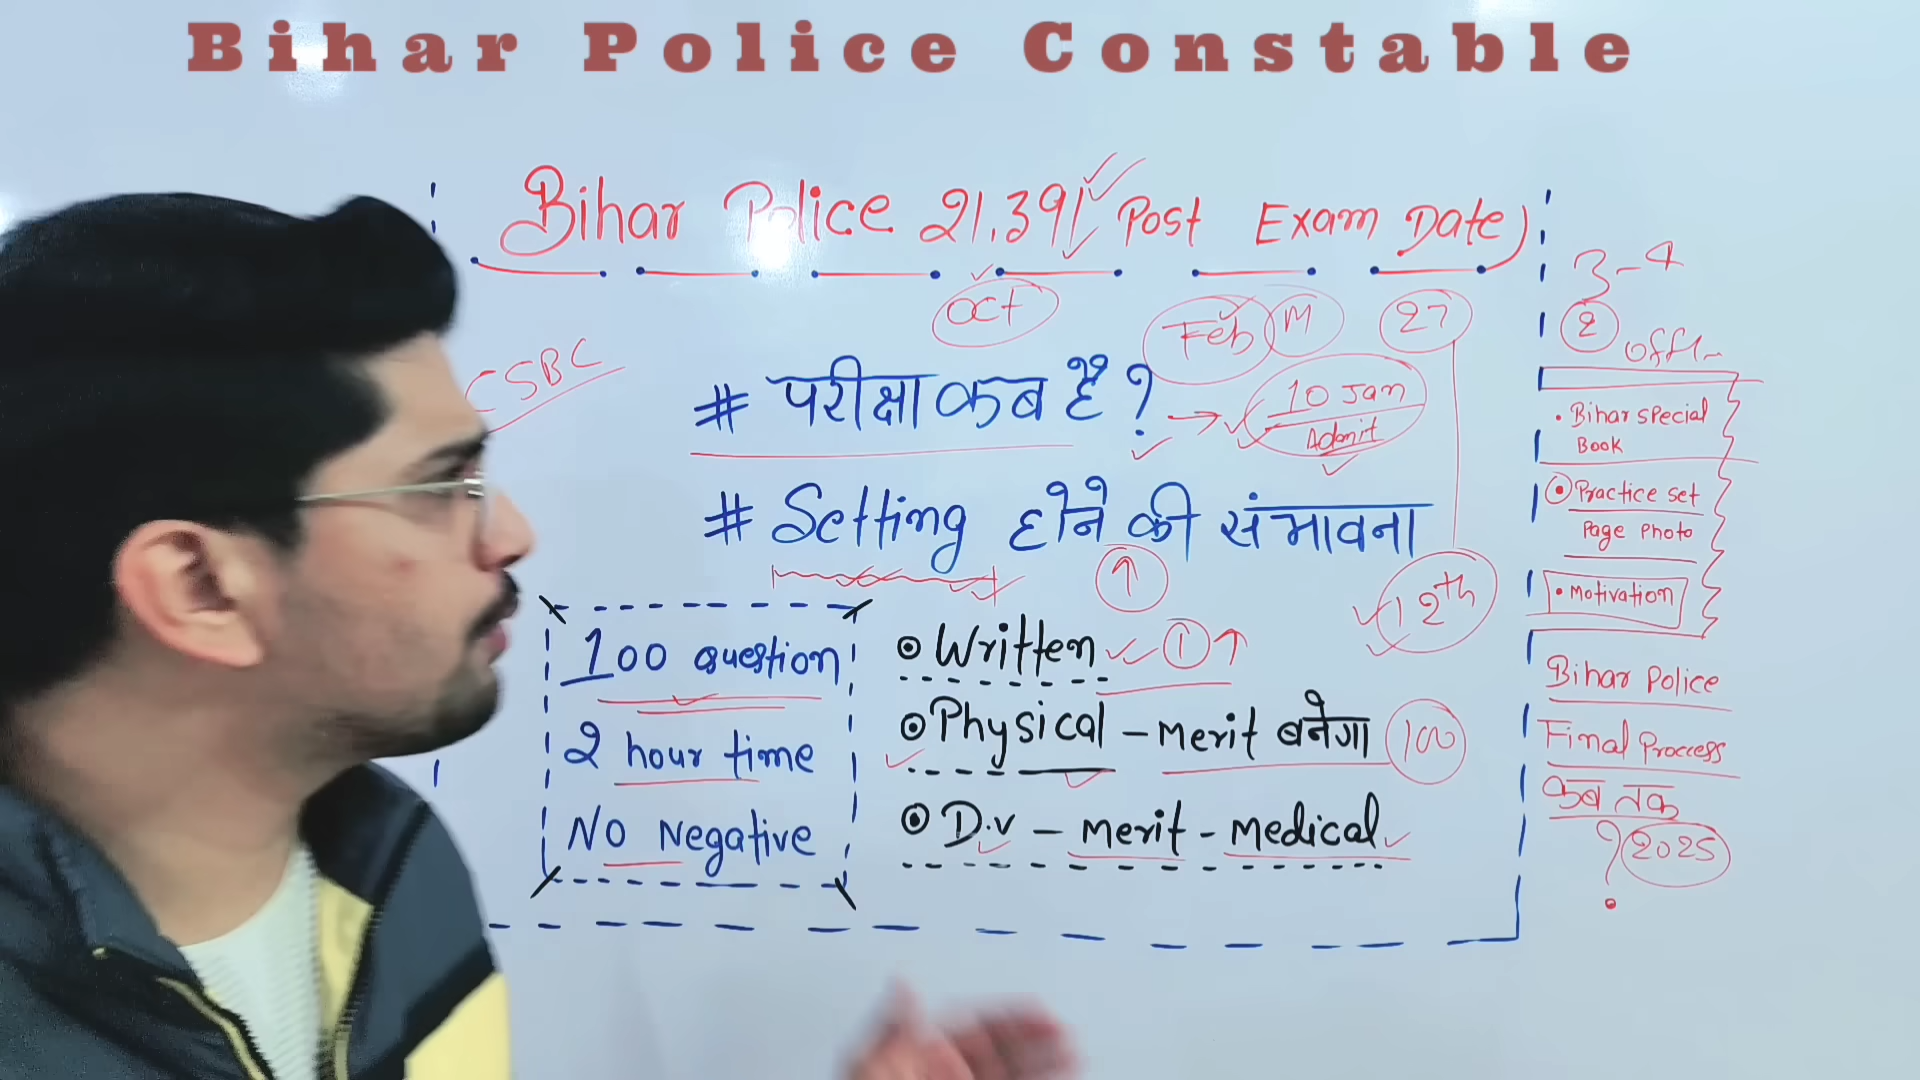 Bihar Police Constable
Bihar Police 21,391 Post Exam Date)
Oct
Feb M 27
CSBC
# परीक्षा कब है ? → 10 Jan
Admit
# Setting होने की संभावना
↑
12th
100 question
2 hour time
No Negative
Written 1 ↑
Physical - merit बनेगा 100
D.v - merit - medical
3-4
2
• Bihar special
Book
Practice set
Page Photo
• Motivation
Bihar Police
Final Proccess
कब तक
? 2025